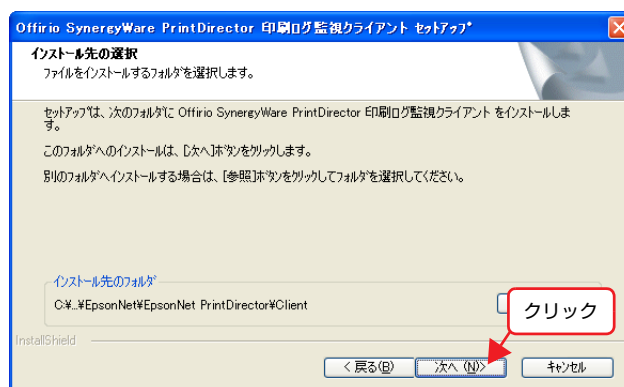 Offirio SynergyWare PrintDirector 印刷ログ監視クライアント セットアップ
インストール先の選択
ファイルをインストールするフォルダを選択します。
セットアップは、次のフォルダに Offirio SynergyWare PrintDirector 印刷ログ監視クライアント をインストールしま
す。
このフォルダへのインストールは、[次へ]ボタンをクリックします。
別のフォルダへインストールする場合は、[参照]ボタンをクリックしてフォルダを選択してください。
インストール先のフォルダ
C:¥...¥EpsonNet¥EpsonNet PrintDirector¥Client
クリック
InstallShield
< 戻る(B) 次へ (N)> キャンセル